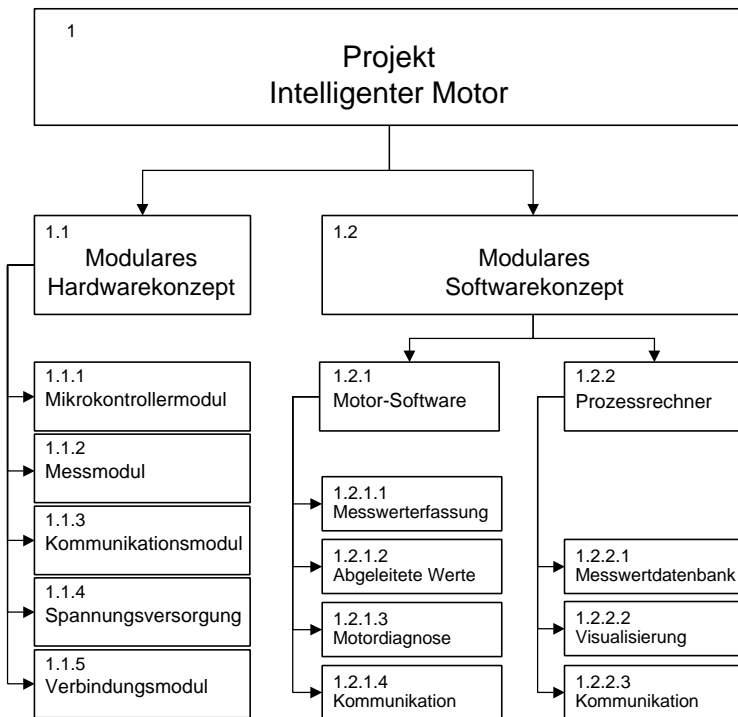 1
Projekt
Intelligenter Motor
1.1
Modulares
Hardwarekonzept
1.1.1
Mikrokontrollermodul
1.1.2
Messmodul
1.1.3
Kommunikationsmodul
1.1.4
Spannungsversorgung
1.1.5
Verbindungsmodul
1.2
Modulares
Softwarekonzept
1.2.1
Motor-Software
1.2.1.1
Messwerterfassung
1.2.1.2
Abgeleitete Werte
1.2.1.3
Motordiagnose
1.2.1.4
Kommunikation
1.2.2
Prozessrechner
1.2.2.1
Messwertdatenbank
1.2.2.2
Visualisierung
1.2.2.3
Kommunikation